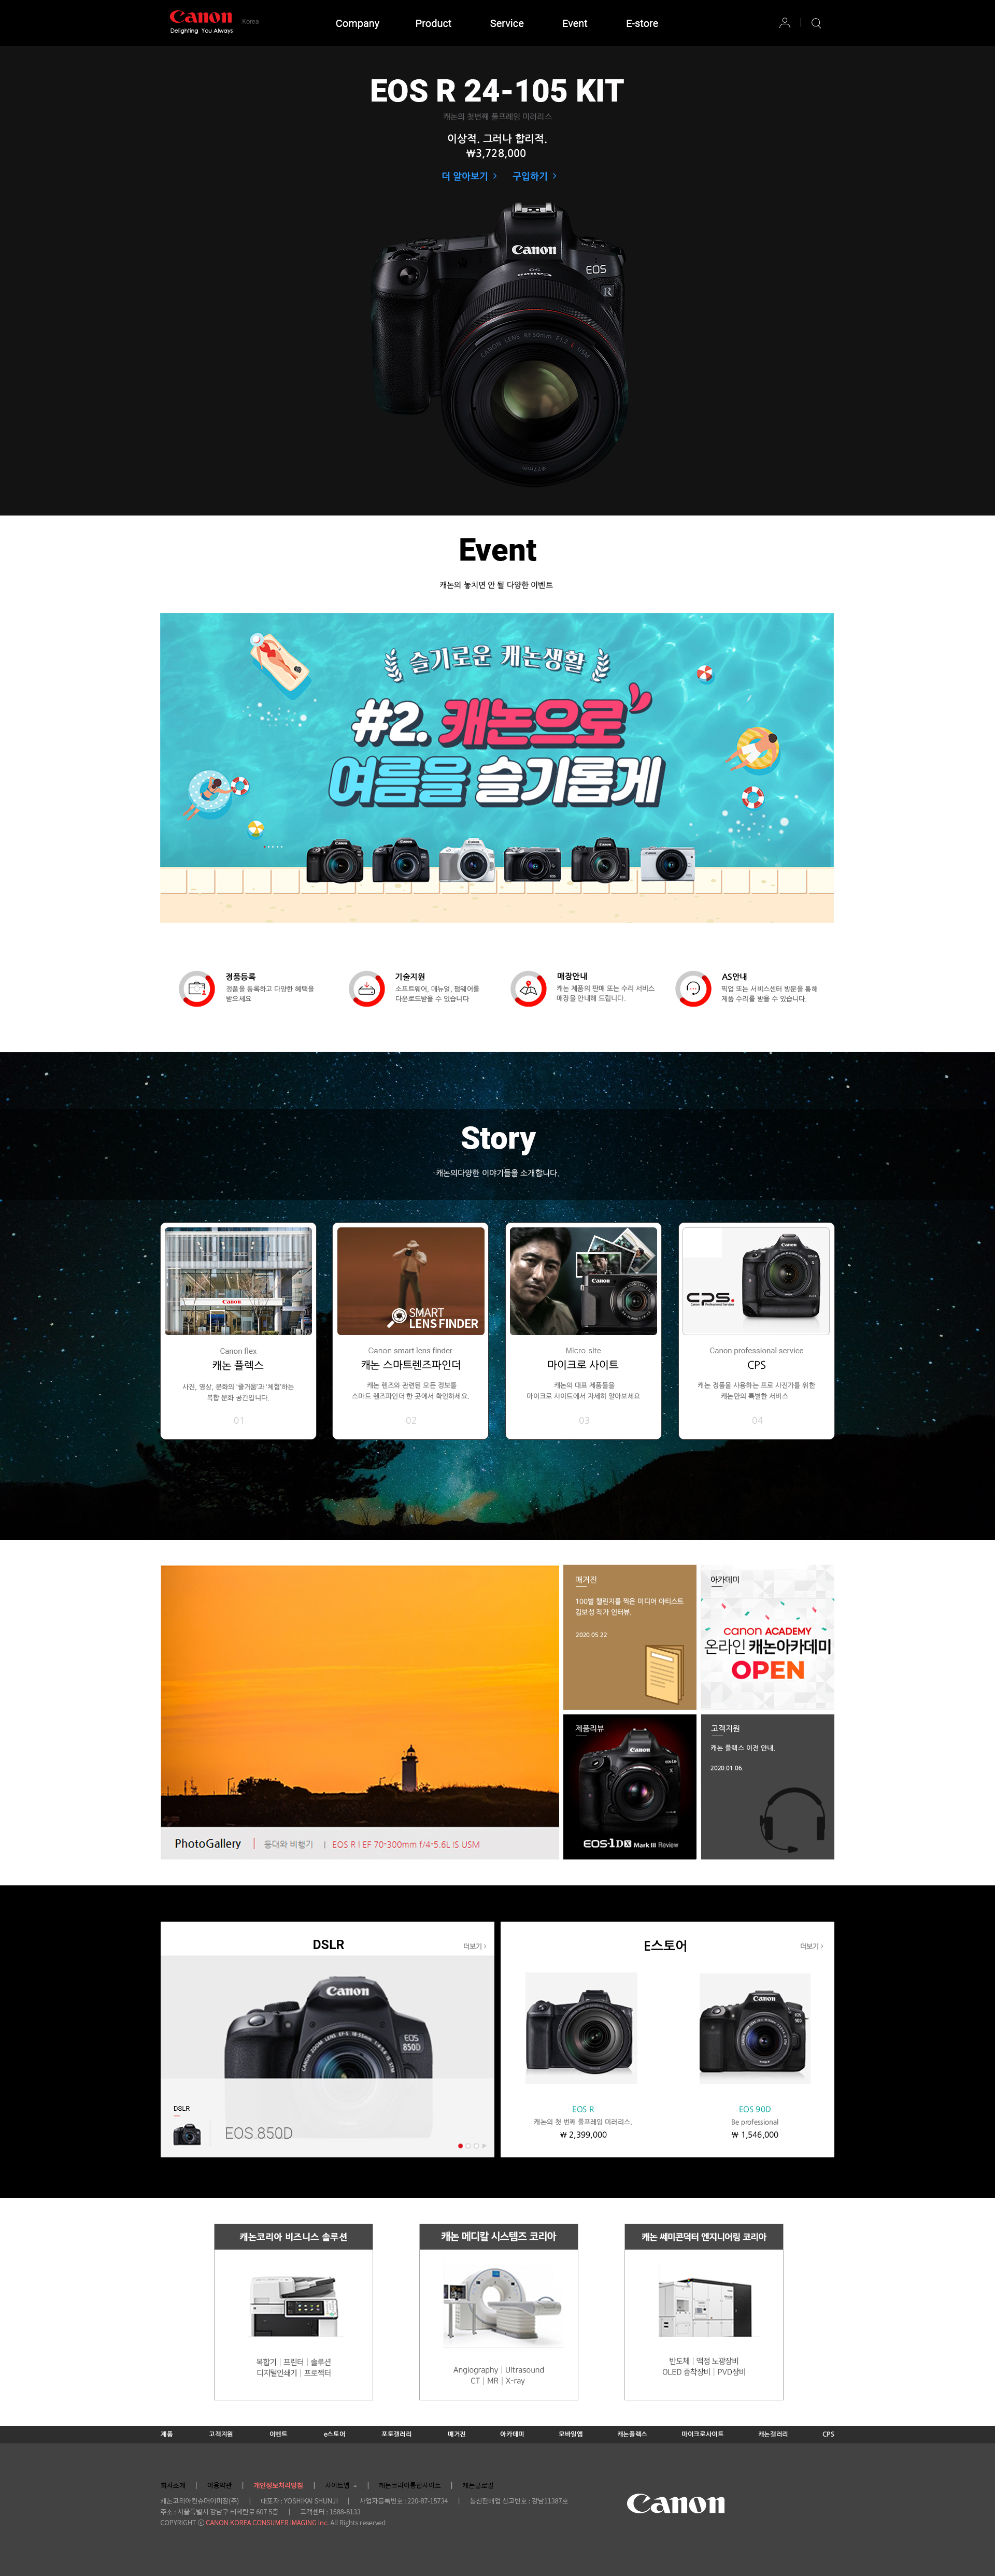 Canon
Delighting You Always
Korea
Company
Product
Service
Event
E-store
EOS R 24-105 KIT
캐논의 첫번째 풀프레임 미러리스
이상적. 그러나 합리적.
₩3,728,000
더 알아보기 >
구입하기 >
Canon
EOS
R
CANON LENS RF50mm F1.2 L USM
ø77mm
Event
캐논의 놓치면 안 될 다양한 이벤트
슬기로운 캐논생활
#2. 캐논으로
여름을 슬기롭게
정품등록
정품을 등록하고 다양한 혜택을
받으세요
기술지원
소프트웨어, 매뉴얼, 펌웨어를
다운로드받을 수 있습니다
매장안내
캐논 제품의 판매 또는 수리 서비스
매장을 안내해 드립니다.
AS안내
픽업 또는 서비스센터 방문을 통해
제품 수리를 받을 수 있습니다.
Story
캐논의다양한 이야기들을 소개합니다.
Canon
Canon flex
캐논 플렉스
사진, 영상, 문화의 '즐거움'과 '체험'하는
복합 문화 공간입니다.
01
SMART
LENS FINDER
Canon smart lens finder
캐논 스마트렌즈파인더
캐논 렌즈와 관련된 모든 정보를
스마트 렌즈파인더 한 곳에서 확인하세요.
02
Canon
Micro site
마이크로 사이트
캐논의 대표 제품들을
마이크로 사이트에서 자세히 알아보세요
03
Canon
CPS.
Canon Professional Services
Canon professional service
CPS
캐논 정품을 사용하는 프로 사진가를 위한
캐논만의 특별한 서비스
04
PhotoGallery | 등대와 비행기 | EOS R l EF 70-300mm f/4-5.6L IS USM
매거진
100벌 챌린지를 찍은 미디어 아티스트
김보성 작가 인터뷰.
2020.05.22
아카데미
canon ACADEMY
온라인 캐논아카데미
OPEN
제품리뷰
Canon
EOS-1DX Mark III Review
고객지원
캐논 플렉스 이전 안내.
2020.01.06.
DSLR
더보기 >
Canon
EOS
850D
CANON ZOOM LENS EF-S 18-55mm 1:4-5.6 IS STM
DSLR
EOS 850D
E스토어
더보기 >
EOS R
캐논의 첫 번째 풀프레임 미러리스.
₩ 2,399,000
Canon
EOS 90D
Be professional
₩ 1,546,000
캐논코리아 비즈니스 솔루션
복합기 | 프린터 | 솔루션
디지털인쇄기 | 프로젝터
캐논 메디칼 시스템즈 코리아
Angiography | Ultrasound
CT | MR | X-ray
캐논 쎄미콘덕터 엔지니어링 코리아
반도체 | 액정 노광장비
OLED 증착장비 | PVD장비
제품
고객지원
이벤트
e스토어
포토갤러리
매거진
아카데미
모바일앱
캐논플렉스
마이크로사이트
캐논갤러리
CPS
회사소개 | 이용약관 | 개인정보처리방침 | 사이트맵 | 캐논코리아통합사이트 | 캐논글로벌
캐논코리아컨슈머이미징(주) | 대표자 : YOSHIKAI SHUNJI | 사업자등록번호 : 220-87-15734 | 통신판매업 신고번호 : 강남11387호
주소 : 서울특별시 강남구 테헤란로 607 5층 | 고객센터 : 1588-8133
COPYRIGHT ⓒ CANON KOREA CONSUMER IMAGING Inc. All Rights reserved
Canon